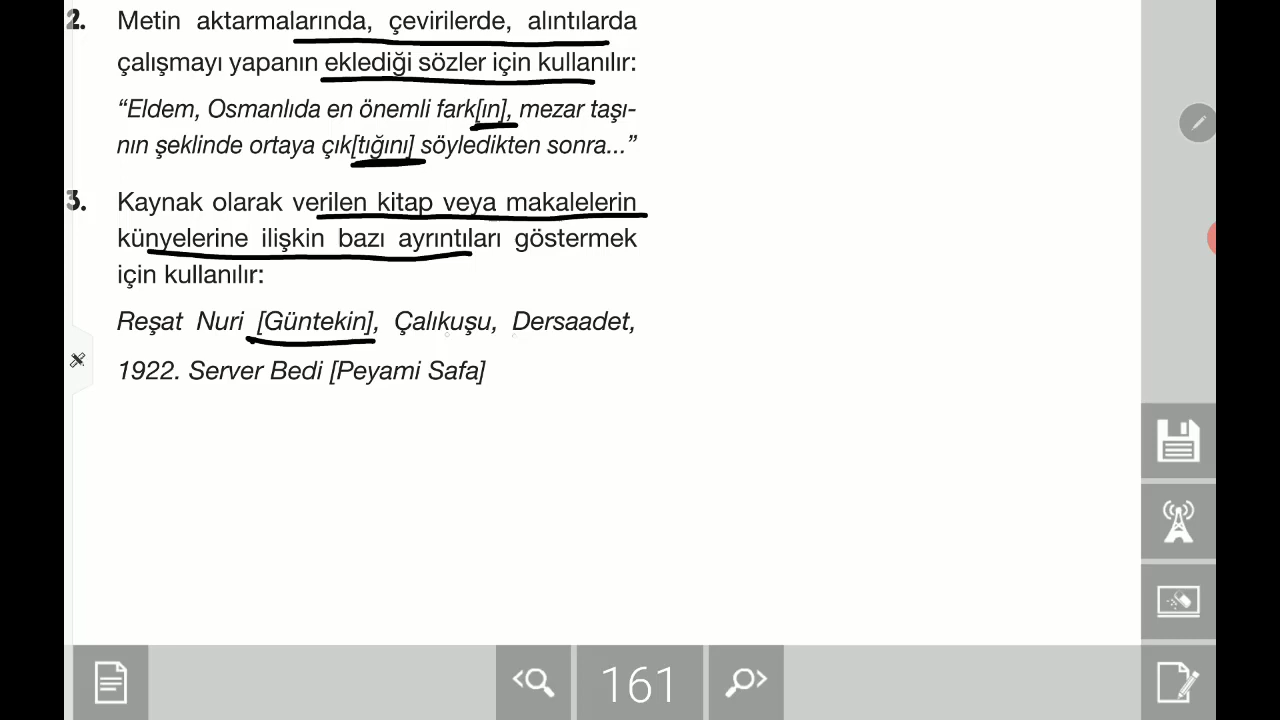 2. Metin aktarmalarında, çevirilerde, alıntılarda
çalışmayı yapanın eklediği sözler için kullanılır:
“Eldem, Osmanlıda en önemli fark[ın], mezar taşı-
nın şeklinde ortaya çık[tığını] söyledikten sonra...”
3. Kaynak olarak verilen kitap veya makalelerin
künyelerine ilişkin bazı ayrıntıları göstermek
için kullanılır:
Reşat Nuri [Güntekin], Çalıkuşu, Dersaadet,
1922. Server Bedi [Peyami Safa]
161